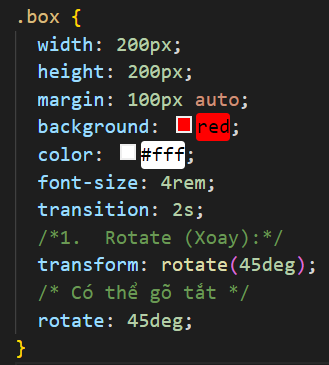 .box {
  width: 200px;
  height: 200px;
  margin: 100px auto;
  background: red;
  color: #fff;
  font-size: 4rem;
  transition: 2s;
  /*1.  Rotate (Xoay):*/
  transform: rotate(45deg);
  /* Có thể gõ tắt */
  rotate: 45deg;
}